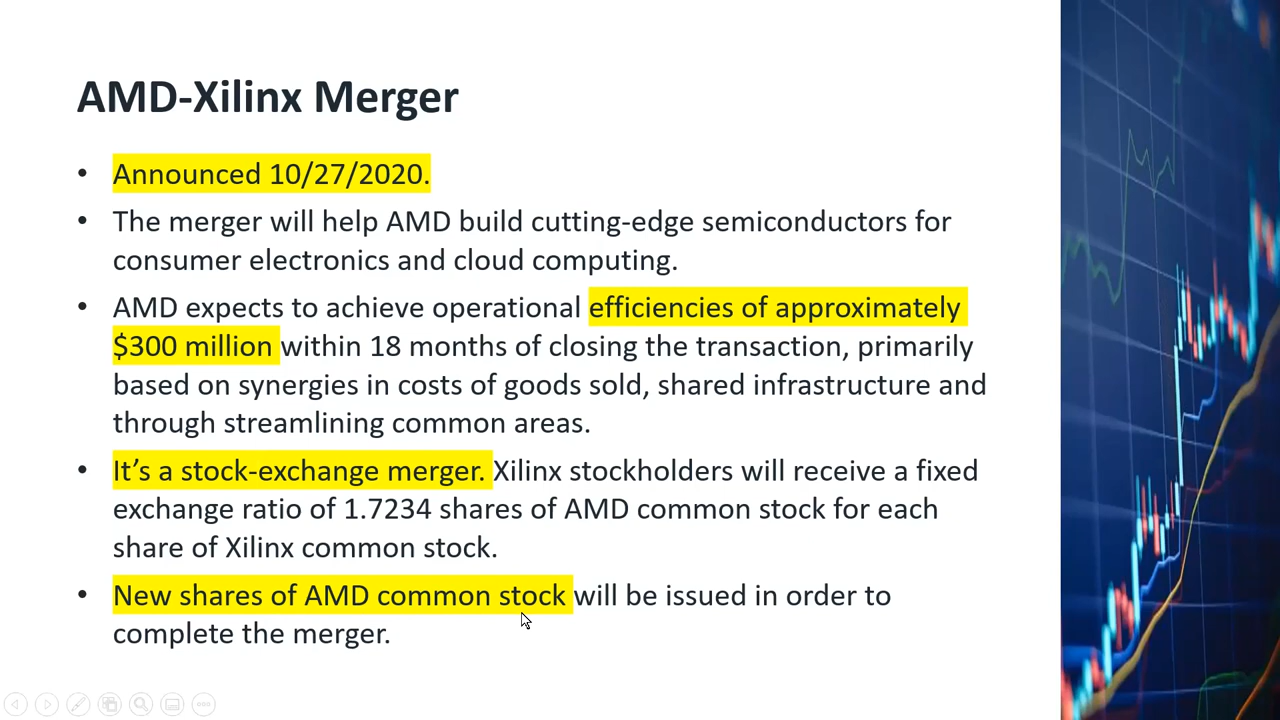 AMD-Xilinx Merger
• Announced 10/27/2020.
• The merger will help AMD build cutting-edge semiconductors for
consumer electronics and cloud computing.
• AMD expects to achieve operational efficiencies of approximately
$300 million within 18 months of closing the transaction, primarily
based on synergies in costs of goods sold, shared infrastructure and
through streamlining common areas.
• It’s a stock-exchange merger. Xilinx stockholders will receive a fixed
exchange ratio of 1.7234 shares of AMD common stock for each
share of Xilinx common stock.
• New shares of AMD common stock will be issued in order to
complete the merger.